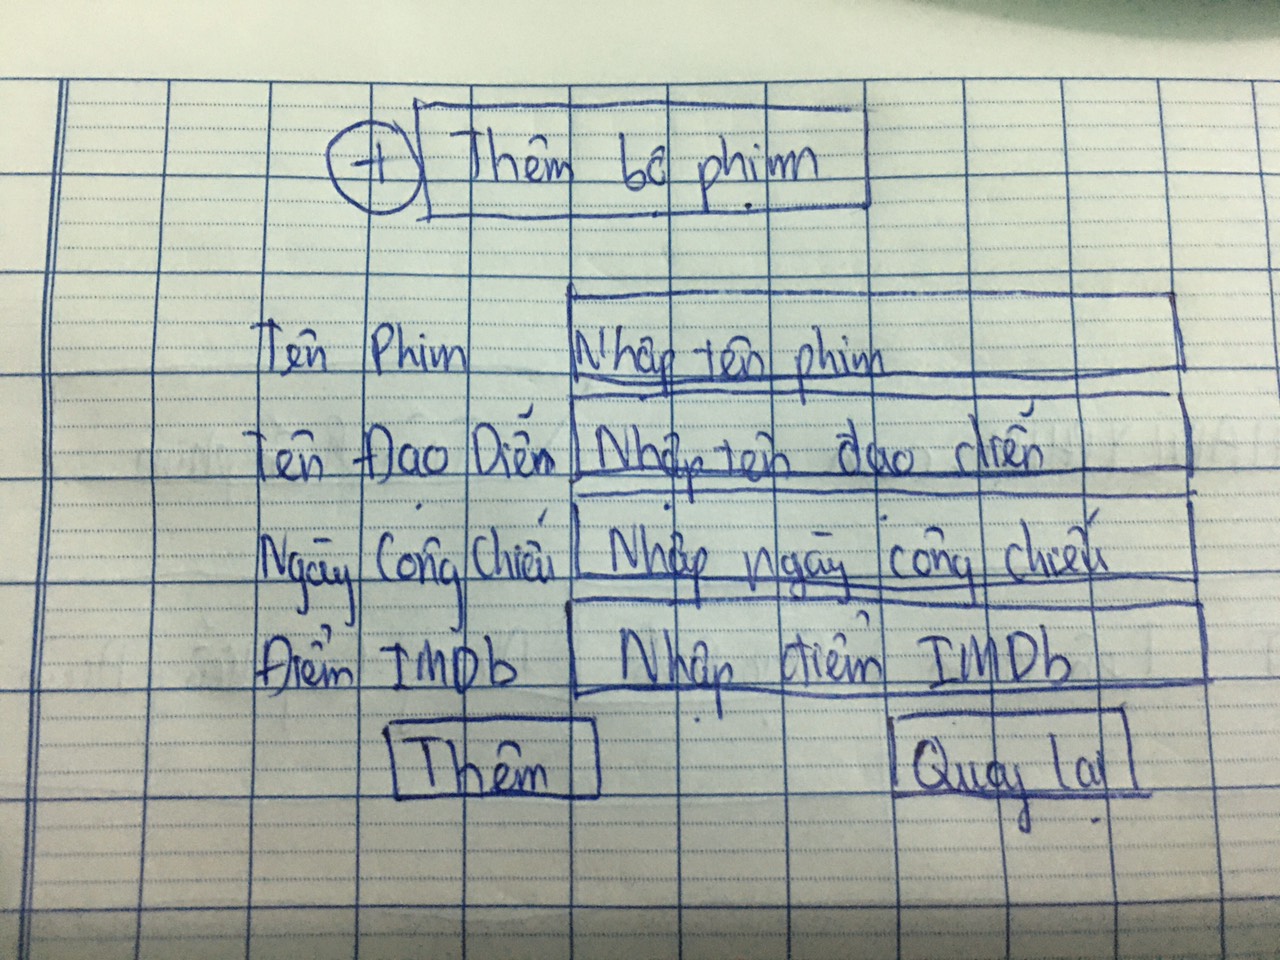 + Thêm bộ phim
Tên Phim Nhập tên phim
Tên Đạo Diễn Nhập tên đạo diễn
Ngày Công Chiếu Nhập ngày công chiếu
Điểm IMDb Nhập điểm IMDb
Thêm Quay lại